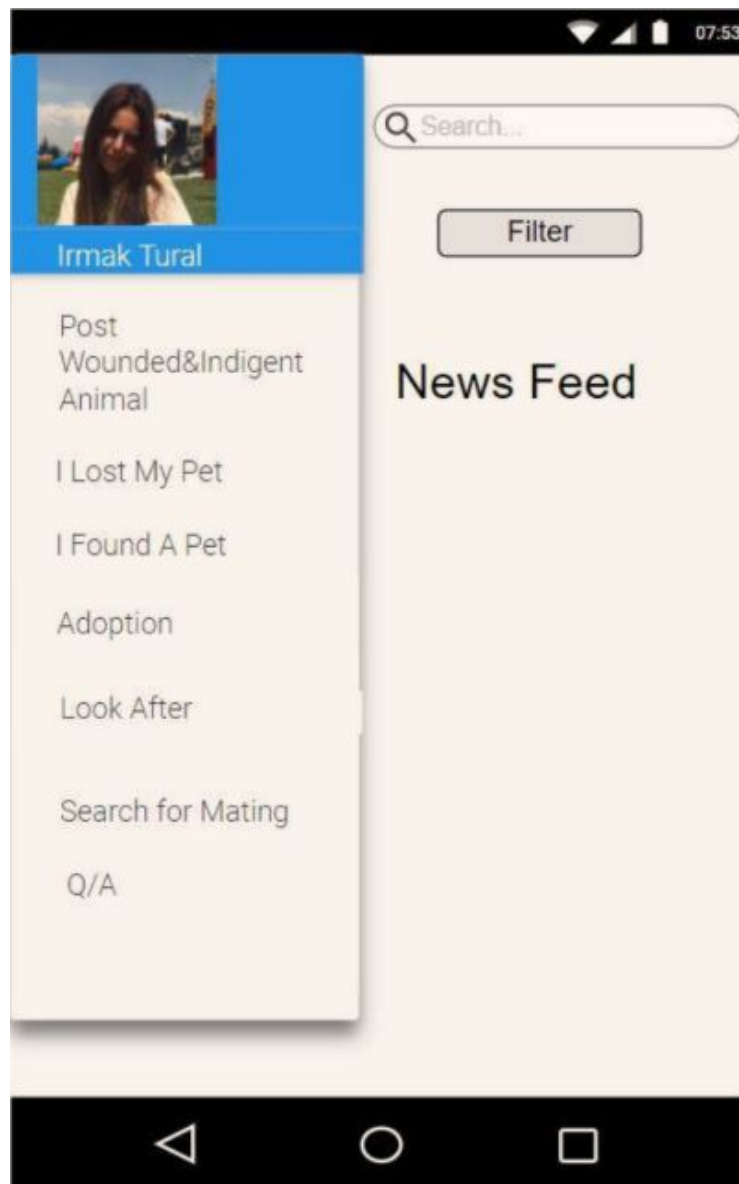 07:53
Search...
Filter
Irmak Tural
Post
Wounded&Indigent
Animal
I Lost My Pet
I Found A Pet
Adoption
Look After
Search for Mating
Q/A
News Feed